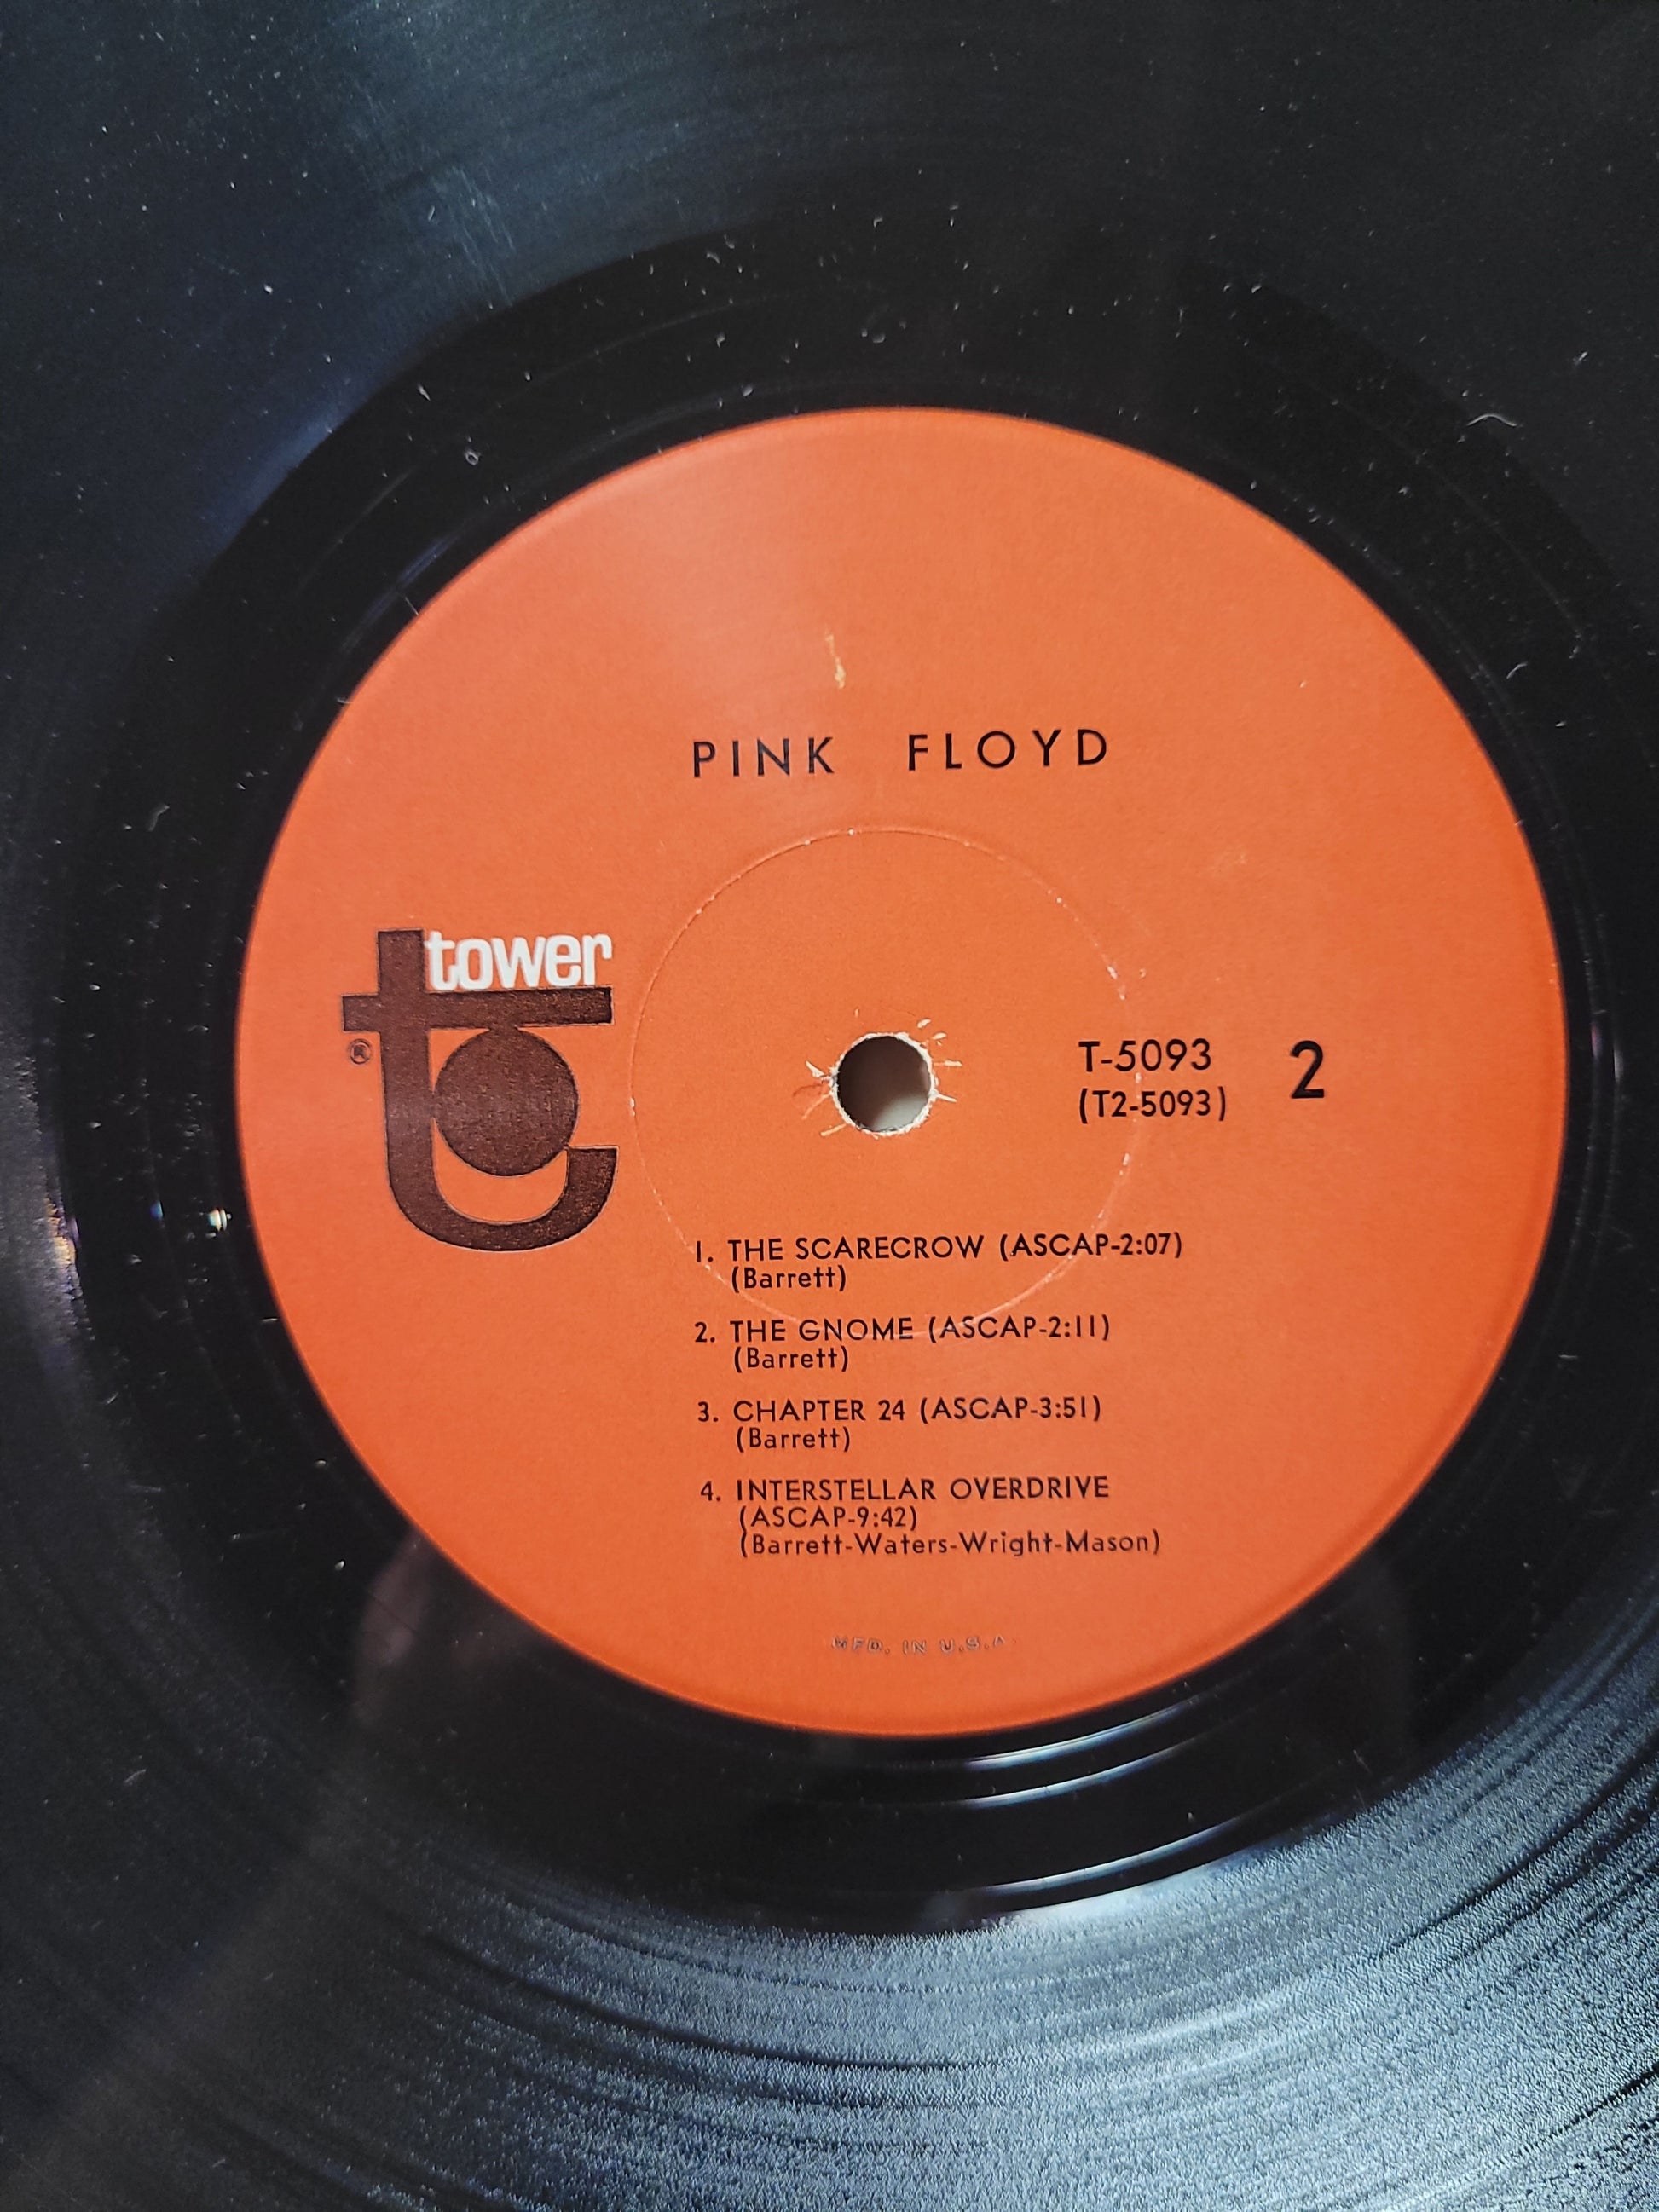 PINK FLOYD
tower
®
T-5093 2
(T2-5093)
1. THE SCARECROW (ASCAP-2:07)
(Barrett)
2. THE GNOME (ASCAP-2:11)
(Barrett)
3. CHAPTER 24 (ASCAP-3:51)
(Barrett)
4. INTERSTELLAR OVERDRIVE
(ASCAP-9:42)
(Barrett-Waters-Wright-Mason)
MFD. IN U.S.A.